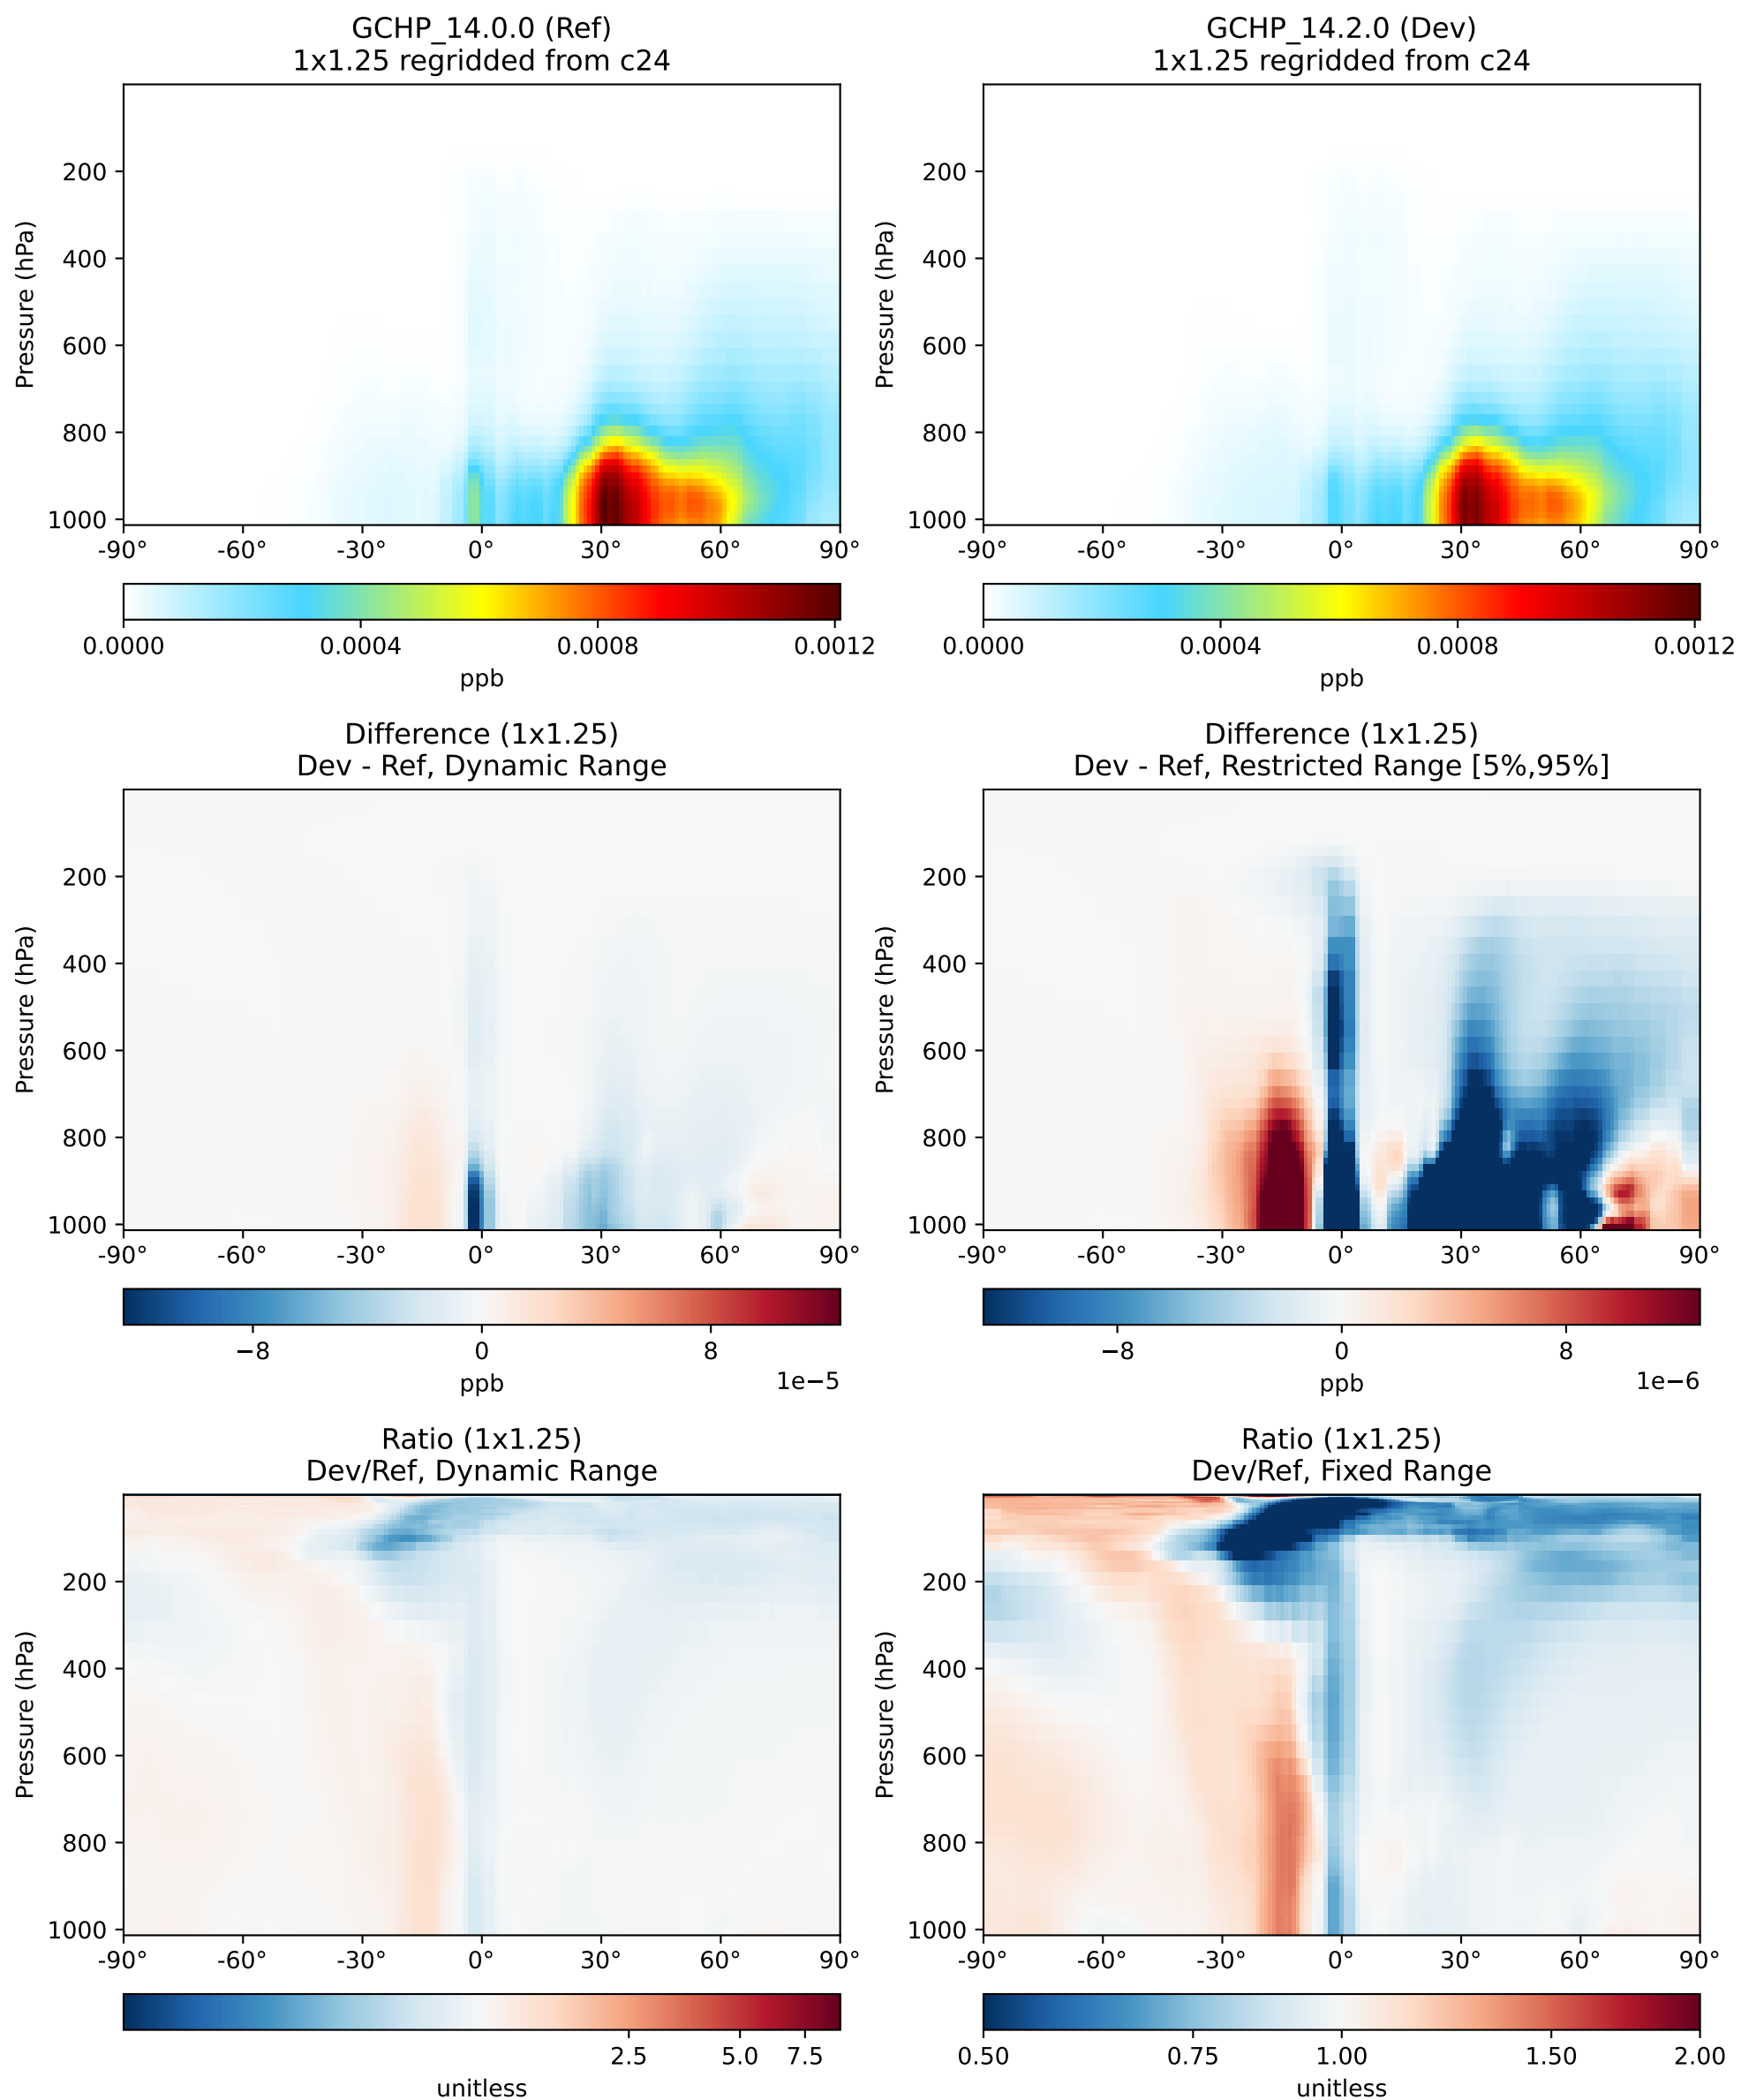 GCHP_14.0.0 (Ref)
1x1.25 regridded from c24
Pressure (hPa)
200
400
600
800
1000
-90° -60° -30° 0° 30° 60° 90°
0.0000 0.0004 0.0008 0.0012
ppb
GCHP_14.2.0 (Dev)
1x1.25 regridded from c24
Pressure (hPa)
200
400
600
800
1000
-90° -60° -30° 0° 30° 60° 90°
0.0000 0.0004 0.0008 0.0012
ppb
Difference (1x1.25)
Dev - Ref, Dynamic Range
Pressure (hPa)
200
400
600
800
1000
-90° -60° -30° 0° 30° 60° 90°
−8 0 8
ppb
1e−5
Difference (1x1.25)
Dev - Ref, Restricted Range [5%,95%]
Pressure (hPa)
200
400
600
800
1000
-90° -60° -30° 0° 30° 60° 90°
−8 0 8
ppb
1e−6
Ratio (1x1.25)
Dev/Ref, Dynamic Range
Pressure (hPa)
200
400
600
800
1000
-90° -60° -30° 0° 30° 60° 90°
2.5 5.0 7.5
unitless
Ratio (1x1.25)
Dev/Ref, Fixed Range
Pressure (hPa)
200
400
600
800
1000
-90° -60° -30° 0° 30° 60° 90°
0.50 0.75 1.00 1.50 2.00
unitless